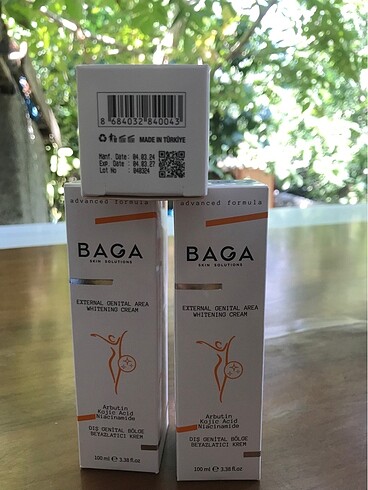 8 684032 840043
MADE IN TÜRKİYE
Manf. Date : 04.03.24
Exp. Date : 04.03.27
Lot No : 040324
advanced formula
BAGA
SKIN SOLUTIONS
EXTERNAL GENITAL AREA
WHITENING CREAM
Arbutin
Kojic Acid
Niacinamide
DIŞ GENİTAL BÖLGE
BEYAZLATICI KREM
100 ml ℮ 3.38 fl.oz.
advanced formula
BAGA
SKIN SOLUTIONS
EXTERNAL GENITAL AREA
WHITENING CREAM
Arbutin
Kojic Acid
Niacinamide
DIŞ GENİTAL BÖLGE
BEYAZLATICI KREM
100 ml ℮ 3.38 fl.oz.